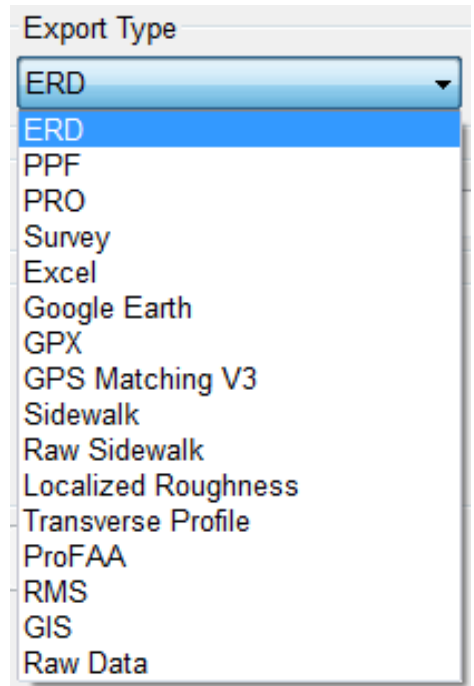 Export Type
ERD
ERD
PPF
PRO
Survey
Excel
Google Earth
GPX
GPS Matching V3
Sidewalk
Raw Sidewalk
Localized Roughness
Transverse Profile
ProFAA
RMS
GIS
Raw Data